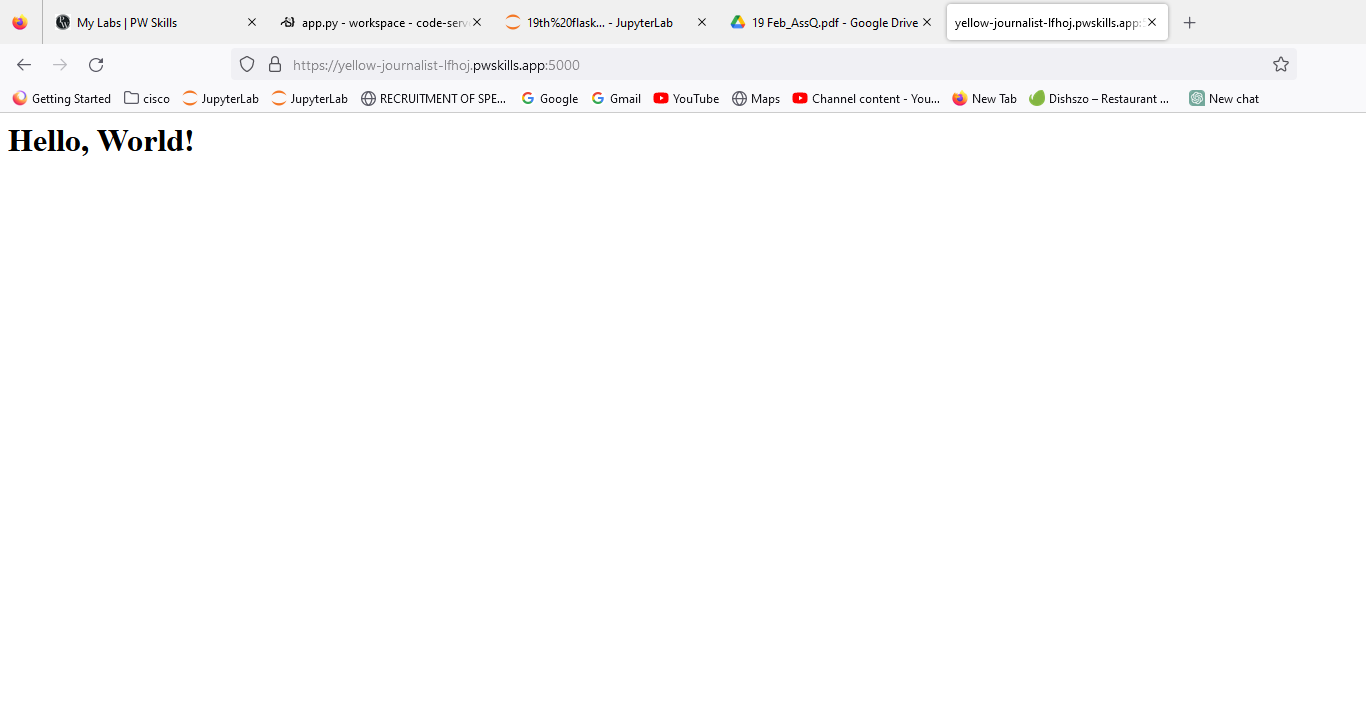 My Labs | PW Skills
app.py - workspace - code-serv
19th%20flask... - JupyterLab
19 Feb_AssQ.pdf - Google Drive
yellow-journalist-lfhoj.pwskills.app:5
https://yellow-journalist-lfhoj.pwskills.app:5000
Getting Started cisco JupyterLab JupyterLab RECRUITMENT OF SPE... Google Gmail YouTube Maps Channel content - You... New Tab Dishszo – Restaurant ... New chat
Hello, World!